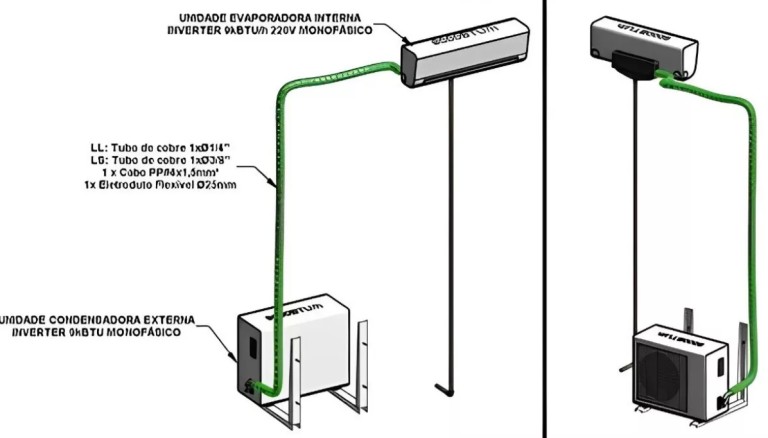 UNIDADE EVAPORADORA INTERNA
INVERTER 9kBTU/h 220V MONOFÁSICO
LL: Tubo de cobre 1xØ1/4"
LS: Tubo de cobre 1xØ3/8"
1 x Cabo PP#4x1,5mm²
1x Eletroduto Flexível Ø25mm
UNIDADE CONDENSADORA EXTERNA
INVERTER 9kBTU MONOFÁSICO